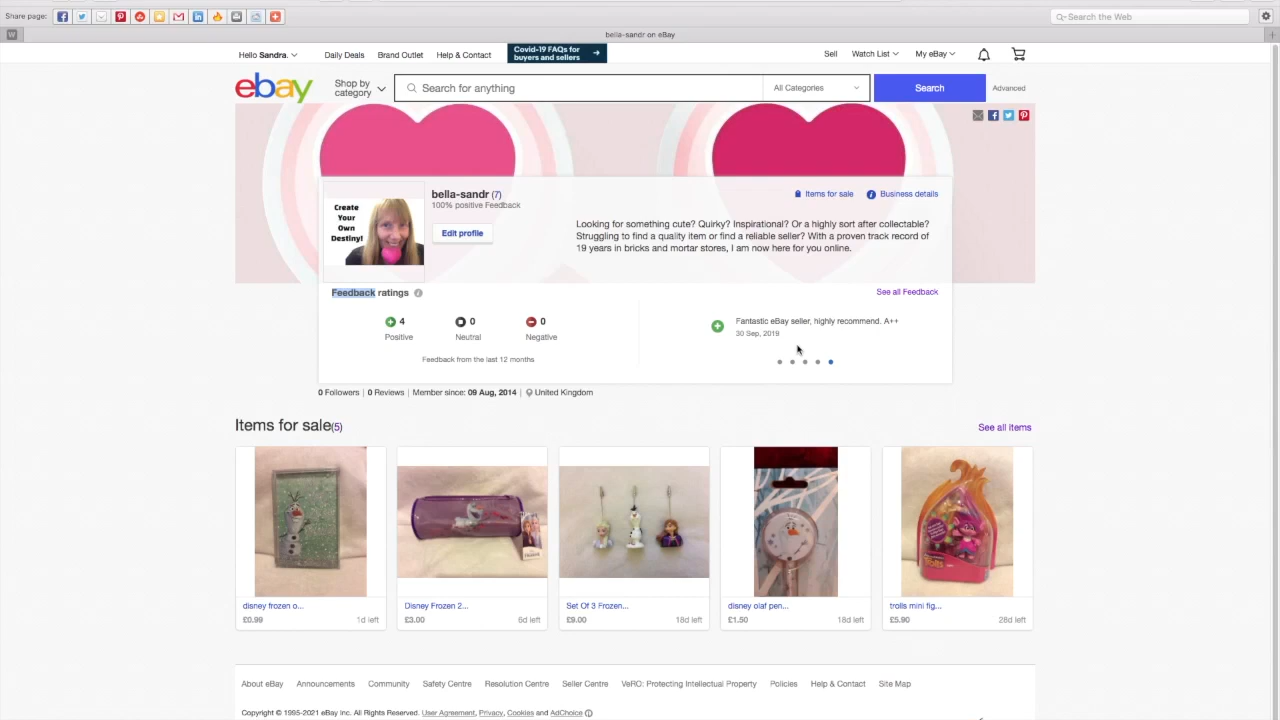 Share page:
Search the Web
bella-sandr on eBay
Hello Sandra.
Daily Deals
Brand Outlet
Help & Contact
Covid-19 FAQs for
buyers and sellers
Sell
Watch List
My eBay
ebay
Shop by
category
Search for anything
All Categories
Search
Advanced
Create
Your
Own
Destiny!
bella-sandr (7)
100% positive Feedback
Edit profile
Items for sale
Business details
Looking for something cute? Quirky? Inspirational? Or a highly sort after collectable?
Struggling to find a quality item or find a reliable seller? With a proven track record of
19 years in bricks and mortar stores, I am now here for you online.
Feedback ratings
See all Feedback
4
Positive
0
Neutral
0
Negative
Feedback from the last 12 months
Fantastic eBay seller, highly recommend. A++
30 Sep, 2019
0 Followers | 0 Reviews | Member since: 09 Aug, 2014 | United Kingdom
Items for sale(5)
See all items
disney frozen o...
£0.99 1d left
Disney Frozen 2...
£3.00 6d left
Set Of 3 Frozen...
£9.00 18d left
disney olaf pen...
£1.50 18d left
trolls mini fig...
£5.90 28d left
About eBay Announcements Community Safety Centre Resolution Centre Seller Centre VeRO: Protecting Intellectual Property Policies Help & Contact Site Map
Copyright © 1995-2021 eBay Inc. All Rights Reserved. User Agreement, Privacy, Cookies and AdChoice